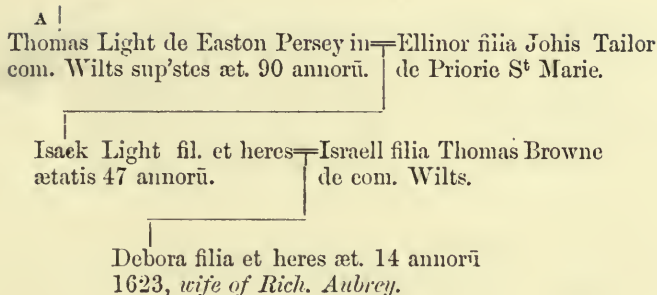 A
Thomas Light de Easton Persey in Ellinor filia Johis Tailor
com. Wilts sup'stes æt. 90 annorū. de Priorie Sᵗ Marie.
Isaek Light fil. et heres Israell filia Thomas Browne
ætatis 47 annorū. de com. Wilts.
Debora filia et heres æt. 14 annorū
1623, wife of Rich. Aubrey.